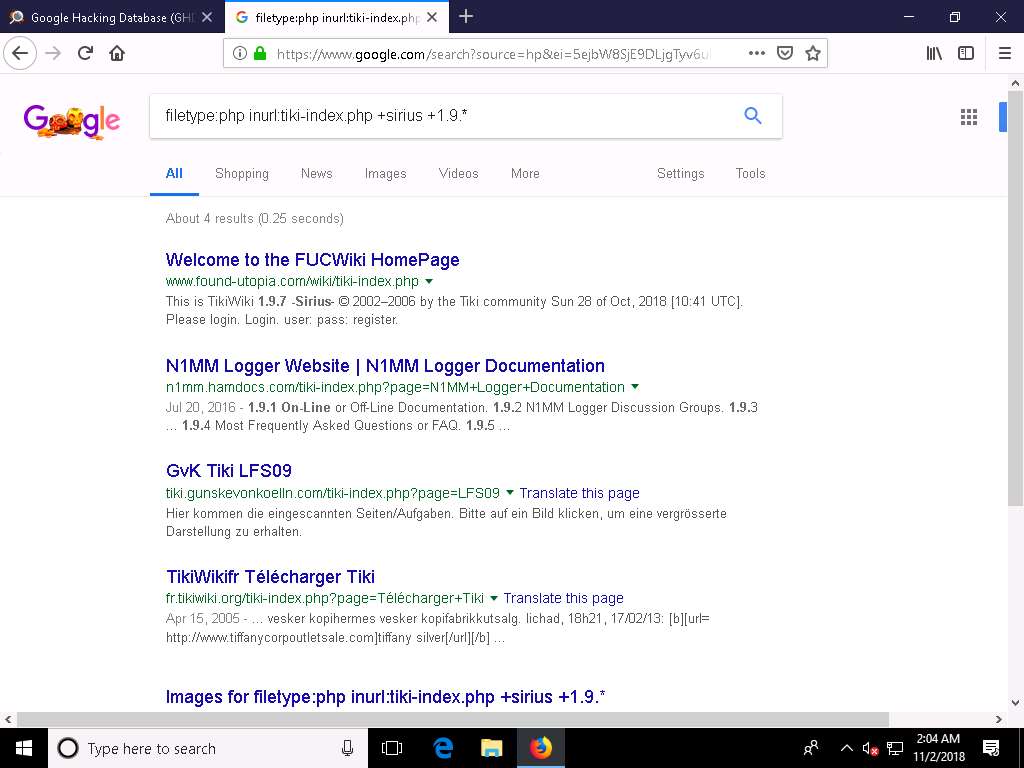 Google Hacking Database (GHD
filetype:php inurl:tiki-index.php
https://www.google.com/search?source=hp&ei=5ejbW8SjE9DLjgTyv6u
Google
filetype:php inurl:tiki-index.php +sirius +1.9.*
All Shopping News Images Videos More Settings Tools
About 4 results (0.25 seconds)
Welcome to the FUCWiki HomePage
www.found-utopia.com/wiki/tiki-index.php
This is TikiWiki 1.9.7 -Sirius- © 2002–2006 by the Tiki community Sun 28 of Oct, 2018 [10:41 UTC].
Please login. Login. user: pass: register.
N1MM Logger Website | N1MM Logger Documentation
n1mm.hamdocs.com/tiki-index.php?page=N1MM+Logger+Documentation
Jul 20, 2016 - 1.9.1 On-Line or Off-Line Documentation. 1.9.2 N1MM Logger Discussion Groups. 1.9.3
... 1.9.4 Most Frequently Asked Questions or FAQ. 1.9.5 ...
GvK Tiki LFS09
tiki.gunskevonkoelln.com/tiki-index.php?page=LFS09 Translate this page
Hier kommen die eingescannten Seiten/Aufgaben. Bitte auf ein Bild klicken, um eine vergrösserte
Darstellung zu erhalten.
TikiWikifr Télécharger Tiki
fr.tikiwiki.org/tiki-index.php?page=Télécharger+Tiki Translate this page
Apr 15, 2005 - ... vesker kopihermes vesker kopifabrikkutsalg. lichad, 18h21, 17/02/13: [b][url=
http://www.tiffanycorpoutletsale.com]tiffany silver[/url][/b] ...
Images for filetype:php inurl:tiki-index.php +sirius +1.9.*
Type here to search
2:04 AM
11/2/2018